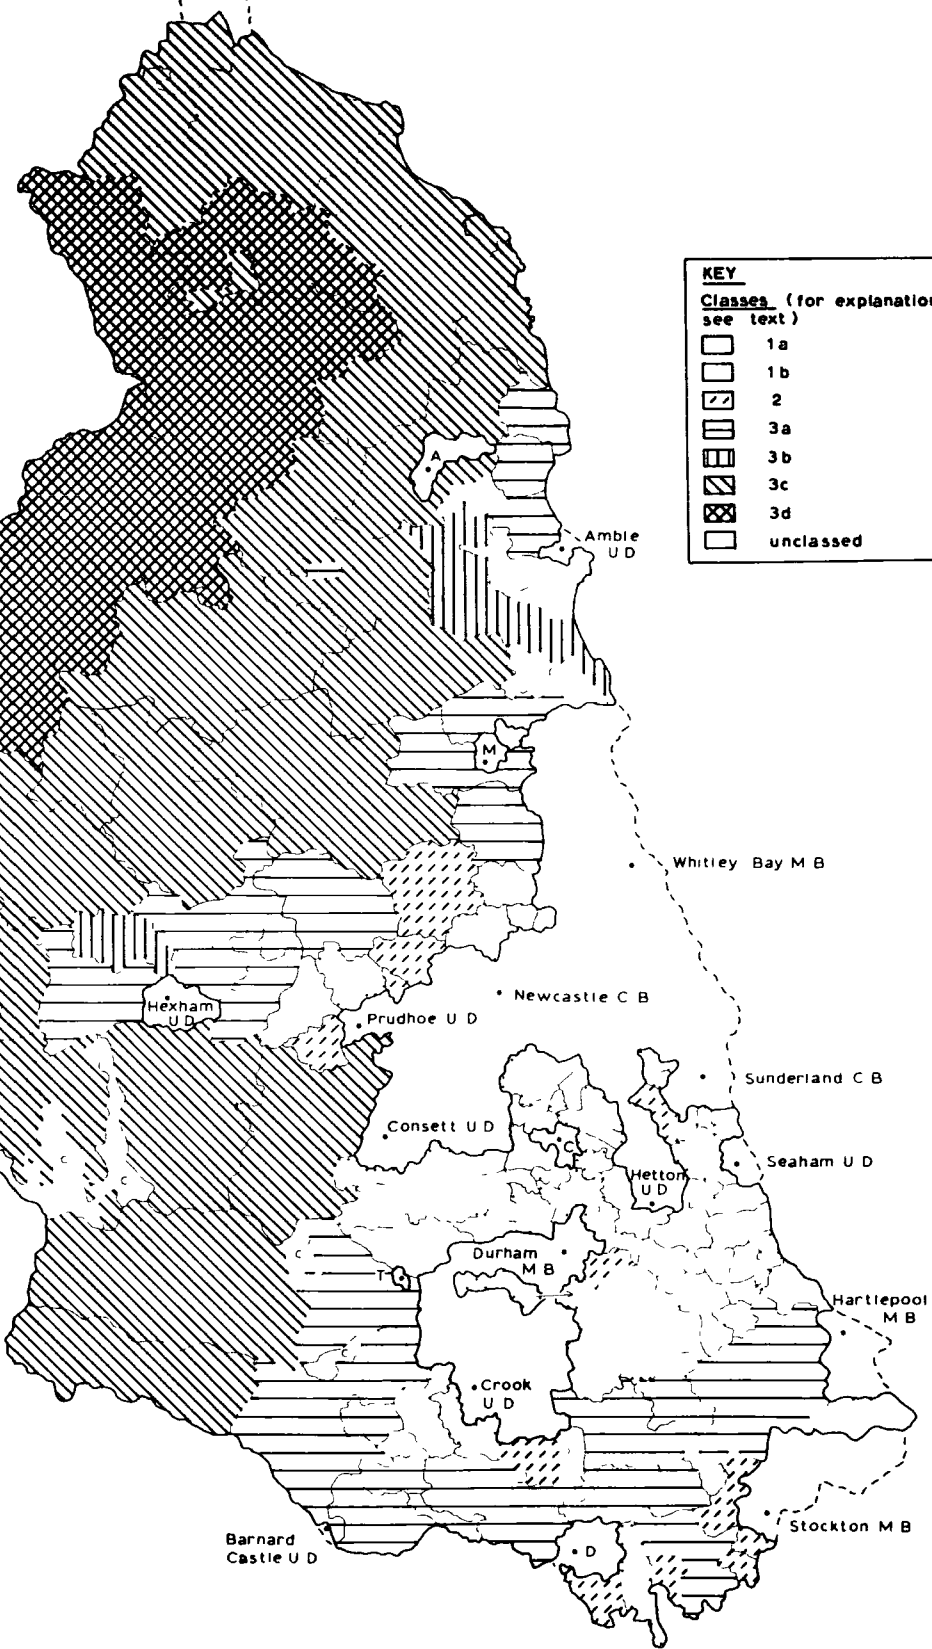 KEY
Classes (for explanation
see text)
1a
1b
2
3a
3b
3c
3d
unclassed
A
Amble
U D
M
Whitley Bay M B
Hexham
U D
Newcastle C B
Prudhoe U D
Sunderland C B
Consett U D
C
Seaham U D
Hetton
U D
Durham
M B
T
Hartlepool
M B
Crook
U D
Stockton M B
Barnard
Castle U D
D